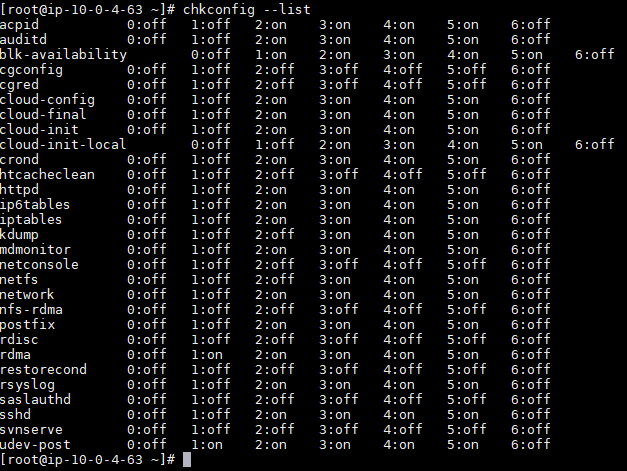 [root@ip-10-0-4-63 ~]# chkconfig --list
acpid 0:off 1:off 2:on 3:on 4:on 5:on 6:off
auditd 0:off 1:off 2:on 3:on 4:on 5:on 6:off
blk-availability 0:off 1:on 2:on 3:on 4:on 5:on 6:off
cgconfig 0:off 1:off 2:off 3:off 4:off 5:off 6:off
cgred 0:off 1:off 2:off 3:off 4:off 5:off 6:off
cloud-config 0:off 1:off 2:on 3:on 4:on 5:on 6:off
cloud-final 0:off 1:off 2:on 3:on 4:on 5:on 6:off
cloud-init 0:off 1:off 2:on 3:on 4:on 5:on 6:off
cloud-init-local 0:off 1:off 2:on 3:on 4:on 5:on 6:off
crond 0:off 1:off 2:on 3:on 4:on 5:on 6:off
htcacheclean 0:off 1:off 2:off 3:off 4:off 5:off 6:off
httpd 0:off 1:off 2:on 3:on 4:on 5:on 6:off
ip6tables 0:off 1:off 2:on 3:on 4:on 5:on 6:off
iptables 0:off 1:off 2:on 3:on 4:on 5:on 6:off
kdump 0:off 1:off 2:off 3:on 4:on 5:on 6:off
mdmonitor 0:off 1:off 2:on 3:on 4:on 5:on 6:off
netconsole 0:off 1:off 2:off 3:off 4:off 5:off 6:off
netfs 0:off 1:off 2:off 3:on 4:on 5:on 6:off
network 0:off 1:off 2:on 3:on 4:on 5:on 6:off
nfs-rdma 0:off 1:off 2:off 3:off 4:off 5:off 6:off
postfix 0:off 1:off 2:on 3:on 4:on 5:on 6:off
rdisc 0:off 1:off 2:off 3:off 4:off 5:off 6:off
rdma 0:off 1:on 2:on 3:on 4:on 5:on 6:off
restorecond 0:off 1:off 2:off 3:off 4:off 5:off 6:off
rsyslog 0:off 1:off 2:on 3:on 4:on 5:on 6:off
saslauthd 0:off 1:off 2:off 3:off 4:off 5:off 6:off
sshd 0:off 1:off 2:on 3:on 4:on 5:on 6:off
svnserve 0:off 1:off 2:off 3:off 4:off 5:off 6:off
udev-post 0:off 1:on 2:on 3:on 4:on 5:on 6:off
[root@ip-10-0-4-63 ~]#